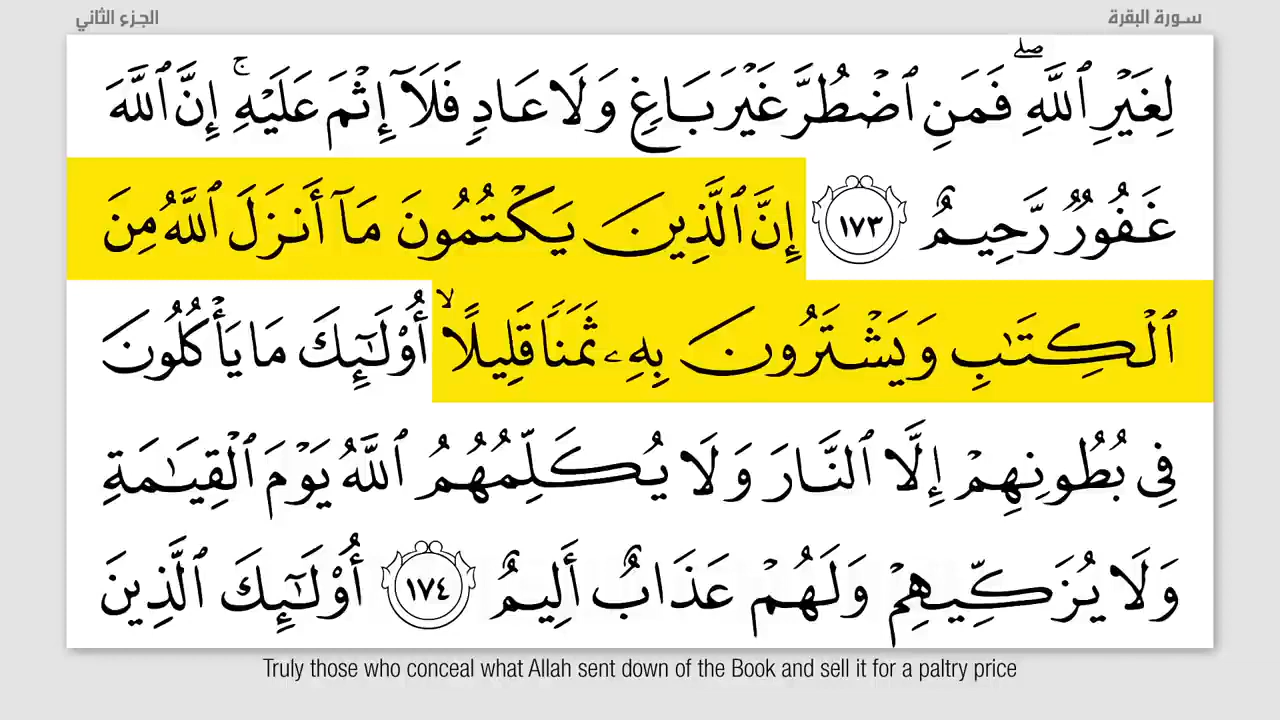 سورة البقرة
الجزء الثاني
لِغَيْرِ ٱللَّهِ ۖ فَمَنِ ٱضْطُرَّ غَيْرَ بَاغٍ وَلَا عَادٍ فَلَآ إِثْمَ عَلَيْهِ ۚ إِنَّ ٱللَّهَ
غَفُورٌ رَّحِيمٌ ١٧٣ إِنَّ ٱلَّذِينَ يَكْتُمُونَ مَآ أَنزَلَ ٱللَّهُ مِنَ
ٱلْكِتَٰبِ وَيَشْتَرُونَ بِهِۦ ثَمَنًا قَلِيلًا ۙ أُو۟لَٰٓئِكَ مَا يَأْكُلُونَ
فِى بُطُونِهِمْ إِلَّا ٱلنَّارَ وَلَا يُكَلِّمُهُمُ ٱللَّهُ يَوْمَ ٱلْقِيَٰمَةِ
وَلَا يُزَكِّيهِمْ وَلَهُمْ عَذَابٌ أَلِيمٌ ١٧٤ أُو۟لَٰٓئِكَ ٱلَّذِينَ
Truly those who conceal what Allah sent down of the Book and sell it for a paltry price